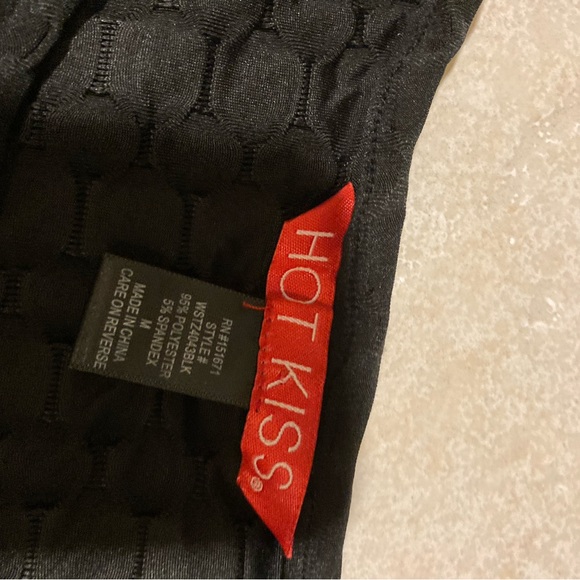 HOT KISS®
RN#151671
STYLE#
WSTZ4043BLK
95% POLYESTER
5% SPANDEX
M
MADE IN CHINA
CARE ON REVERSE